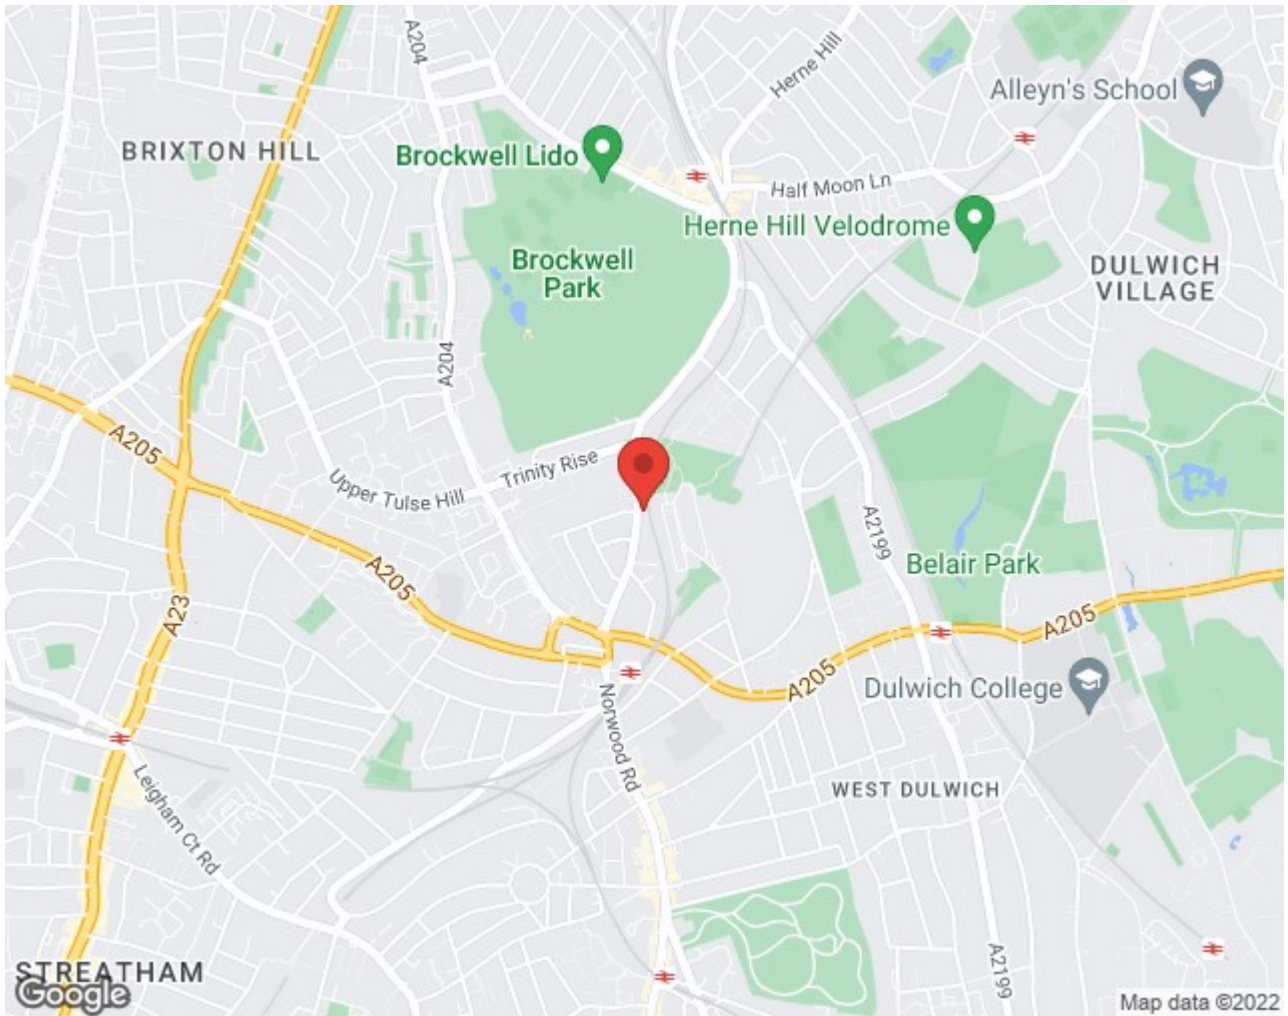 A204
Herne Hill
Alleyn's School
BRIXTON HILL
Brockwell Lido
Half Moon Ln
Herne Hill Velodrome
Brockwell
Park
DULWICH
VILLAGE
A204
A205
Upper Tulse Hill
Trinity Rise
A2199
A205
Belair Park
A23
A205
A205
Dulwich College
Norwood Rd
WEST DULWICH
Leigham Ct Rd
A2199
STREATHAM
Google
Map data ©2022